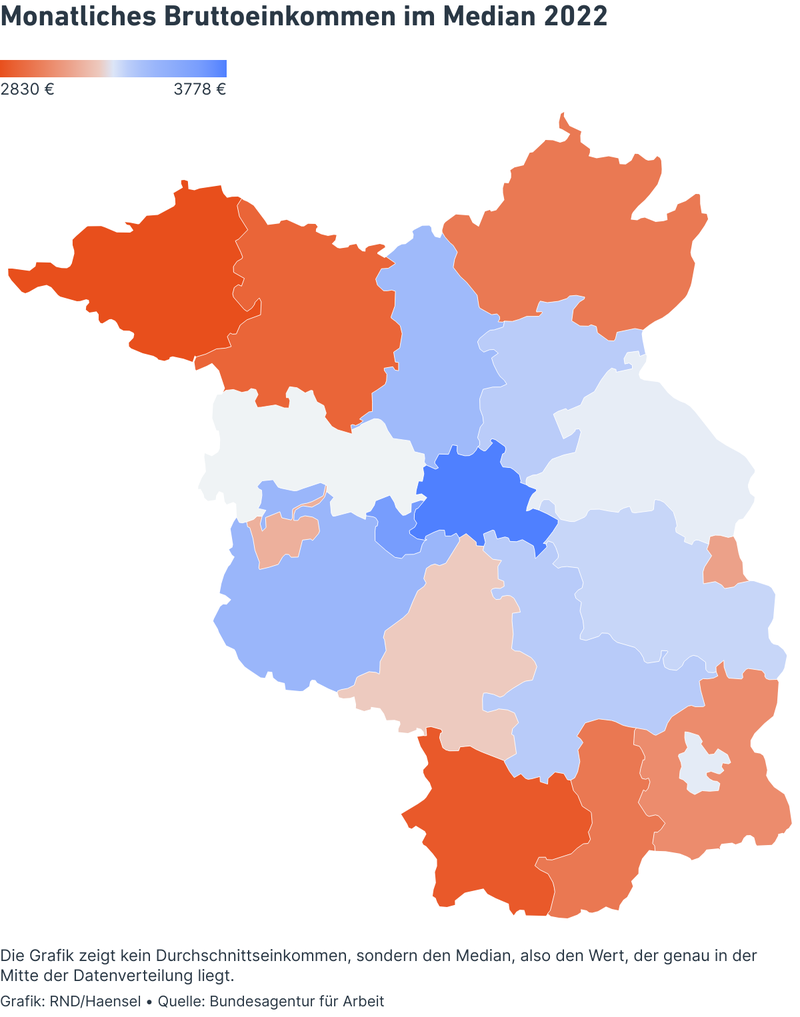 Monatliches Bruttoeinkommen im Median 2022
2830 € 3778 €
Die Grafik zeigt kein Durchschnittseinkommen, sondern den Median, also den Wert, der genau in der
Mitte der Datenverteilung liegt.
Grafik: RND/Haensel • Quelle: Bundesagentur für Arbeit